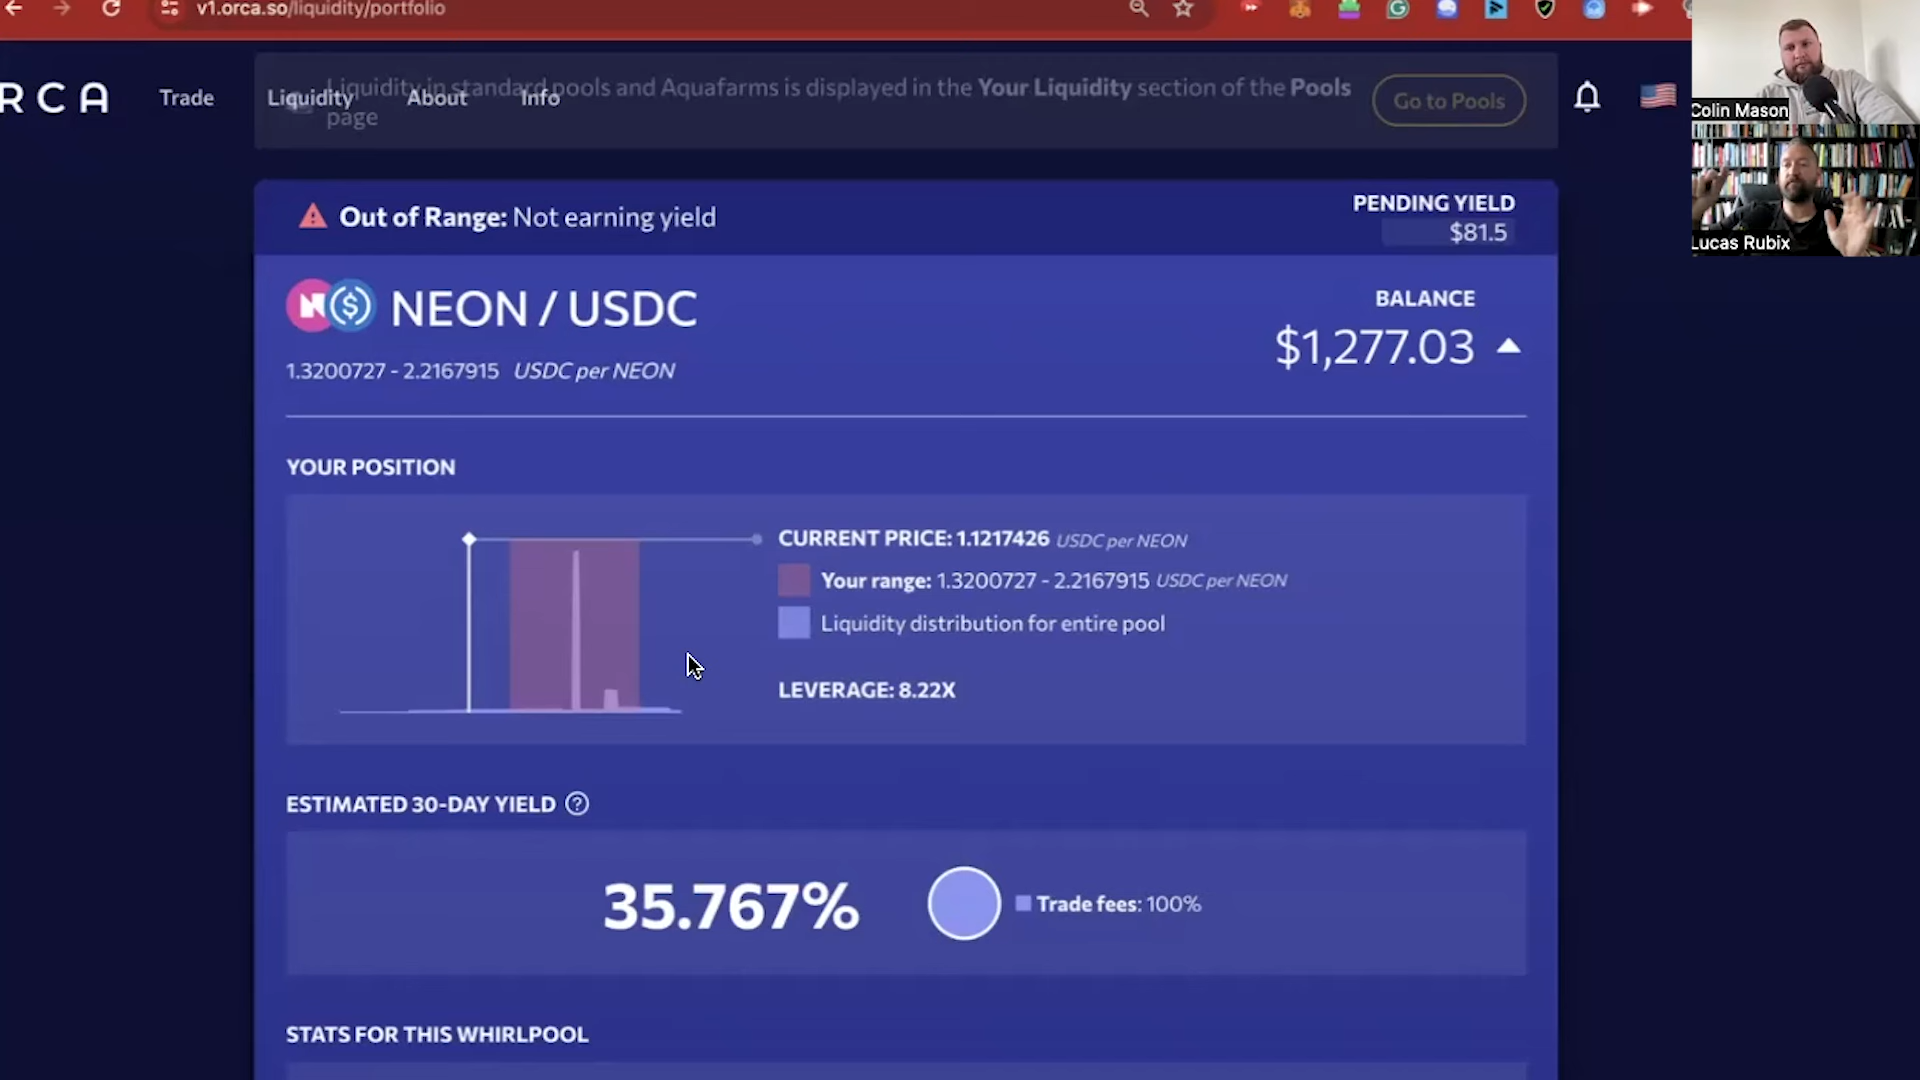 v1.orca.so/liquidity/portfolio
RCA
Trade
Liquidity
About
Info
Liquidity in standard pools and Aquafarms is displayed in the Your Liquidity section of the Pools
page
Go to Pools
Colin Mason
Lucas Rubix
Out of Range: Not earning yield
PENDING YIELD
$81.5
NEON / USDC
BALANCE
$1,277.03
1.3200727 - 2.2167915 USDC per NEON
YOUR POSITION
CURRENT PRICE: 1.1217426 USDC per NEON
Your range: 1.3200727 - 2.2167915 USDC per NEON
Liquidity distribution for entire pool
LEVERAGE: 8.22X
ESTIMATED 30-DAY YIELD ?
35.767%
Trade fees: 100%
STATS FOR THIS WHIRLPOOL